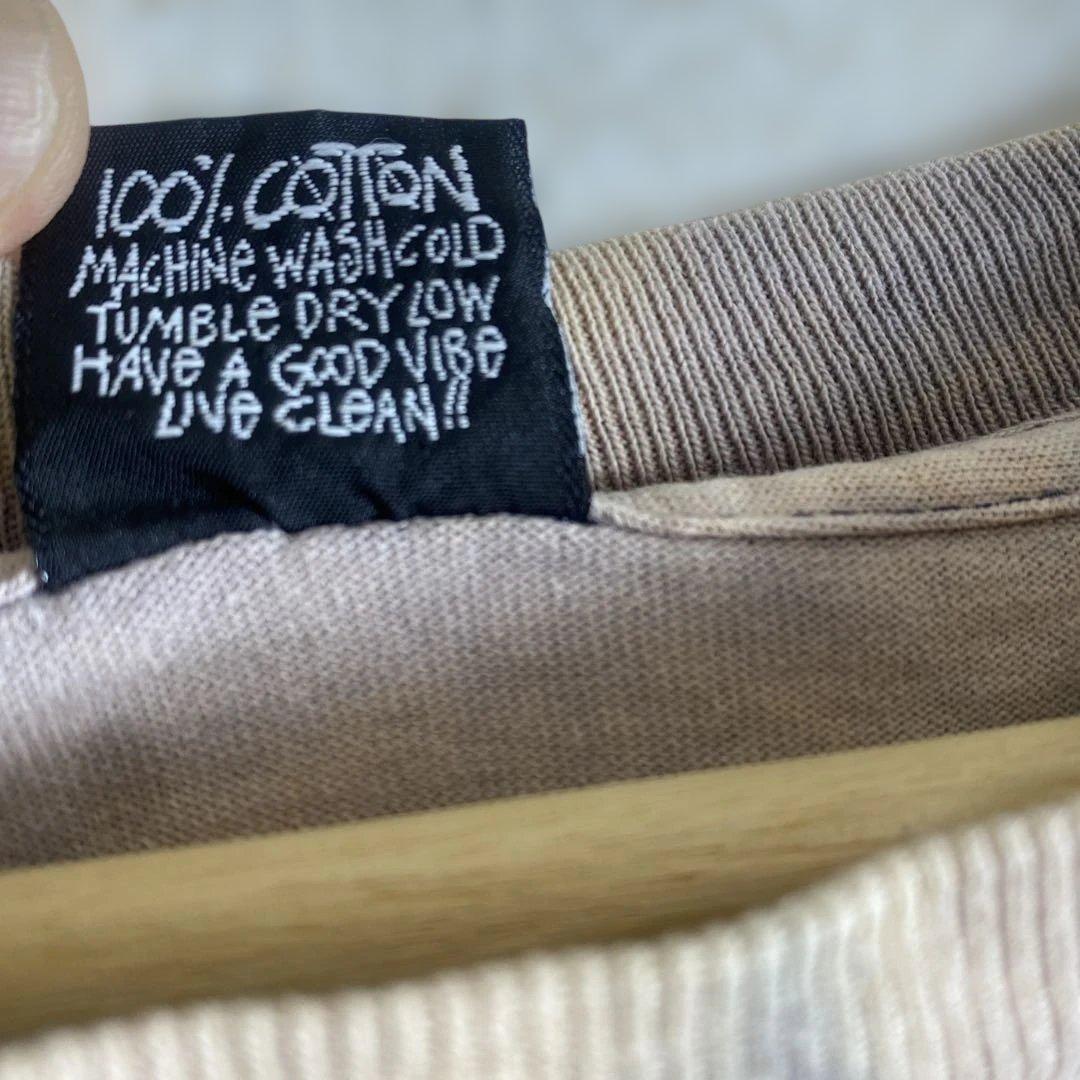 100% COTTON
MACHINE WASH COLD
TUMBLE DRY LOW
HAVE A GOOD VIBE
LIVE CLEAN!!